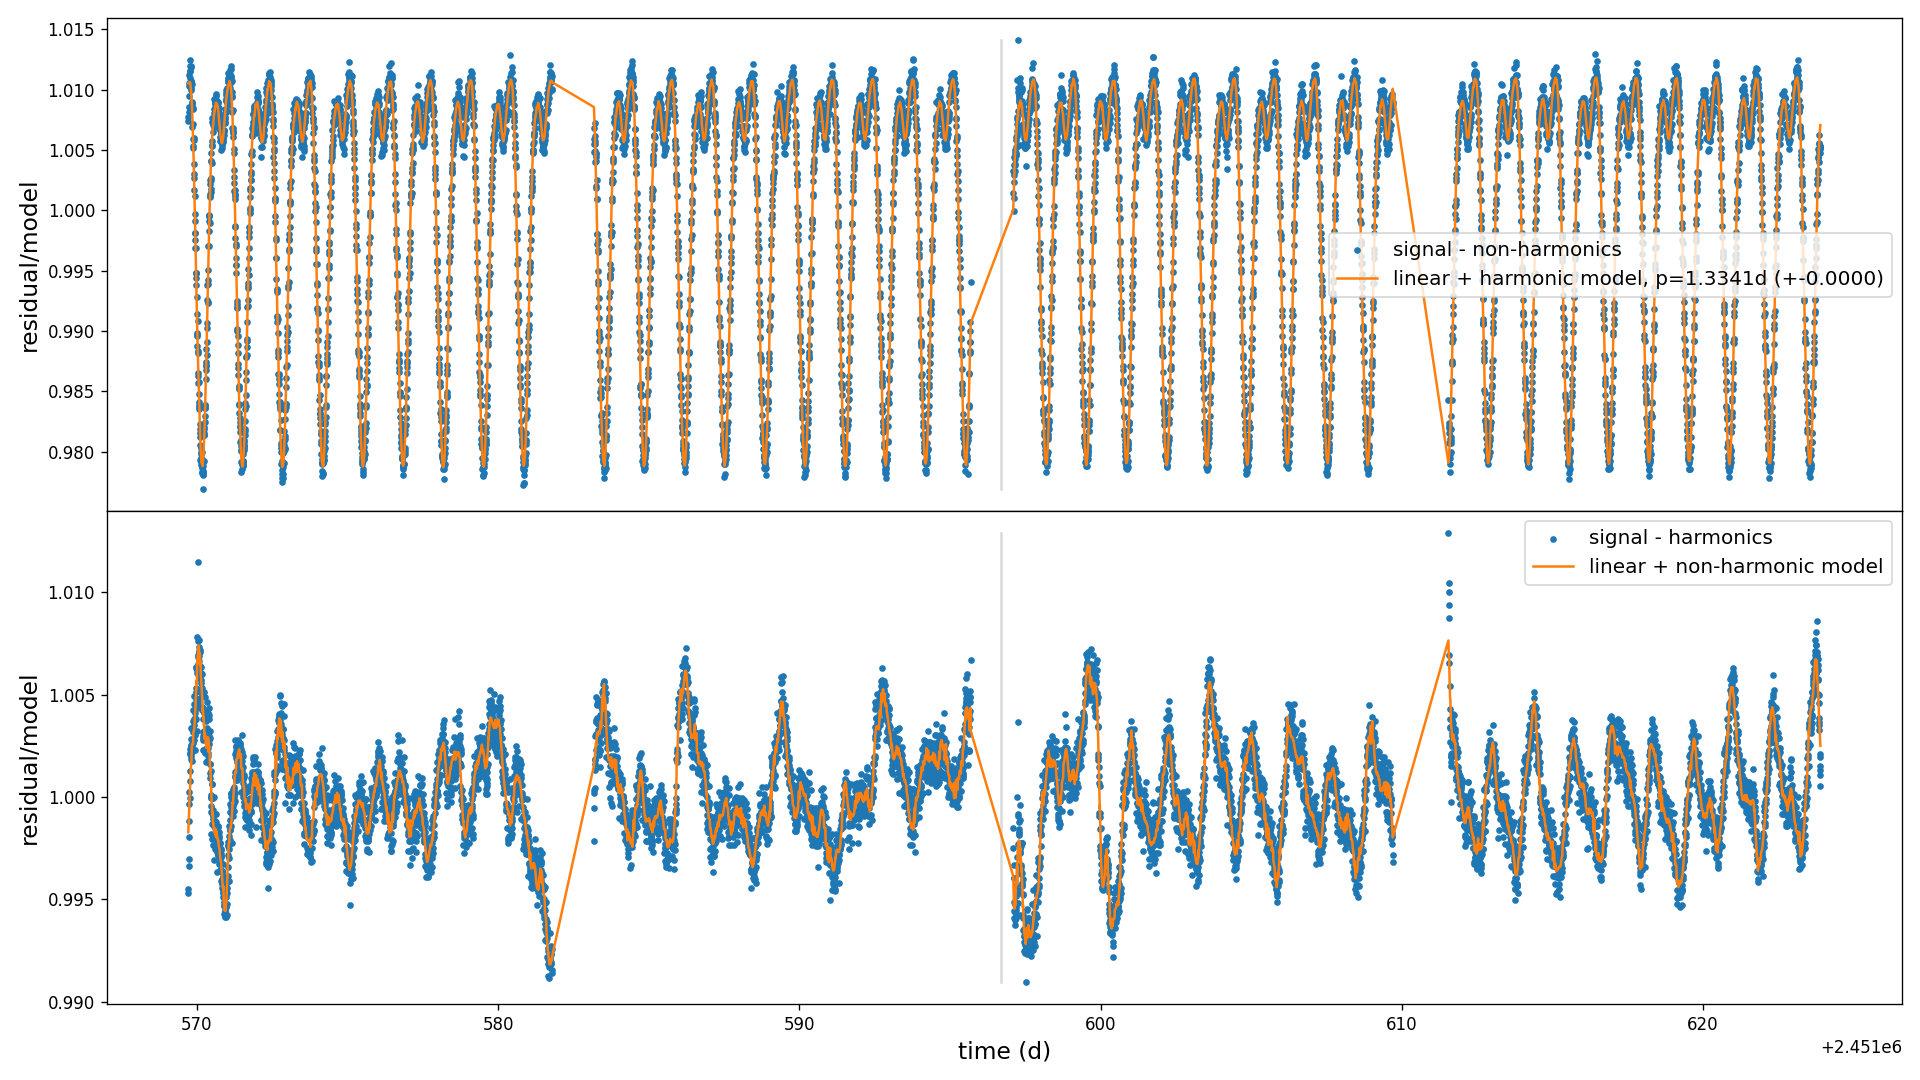 1.015
1.010
1.005
1.000
0.995
0.990
0.985
0.980
residual/model
signal - non-harmonics
linear + harmonic model, p=1.3341d (+-0.0000)
1.010
1.005
1.000
0.995
0.990
residual/model
signal - harmonics
linear + non-harmonic model
570
580
590
600
610
620
time (d)
+2.451e6